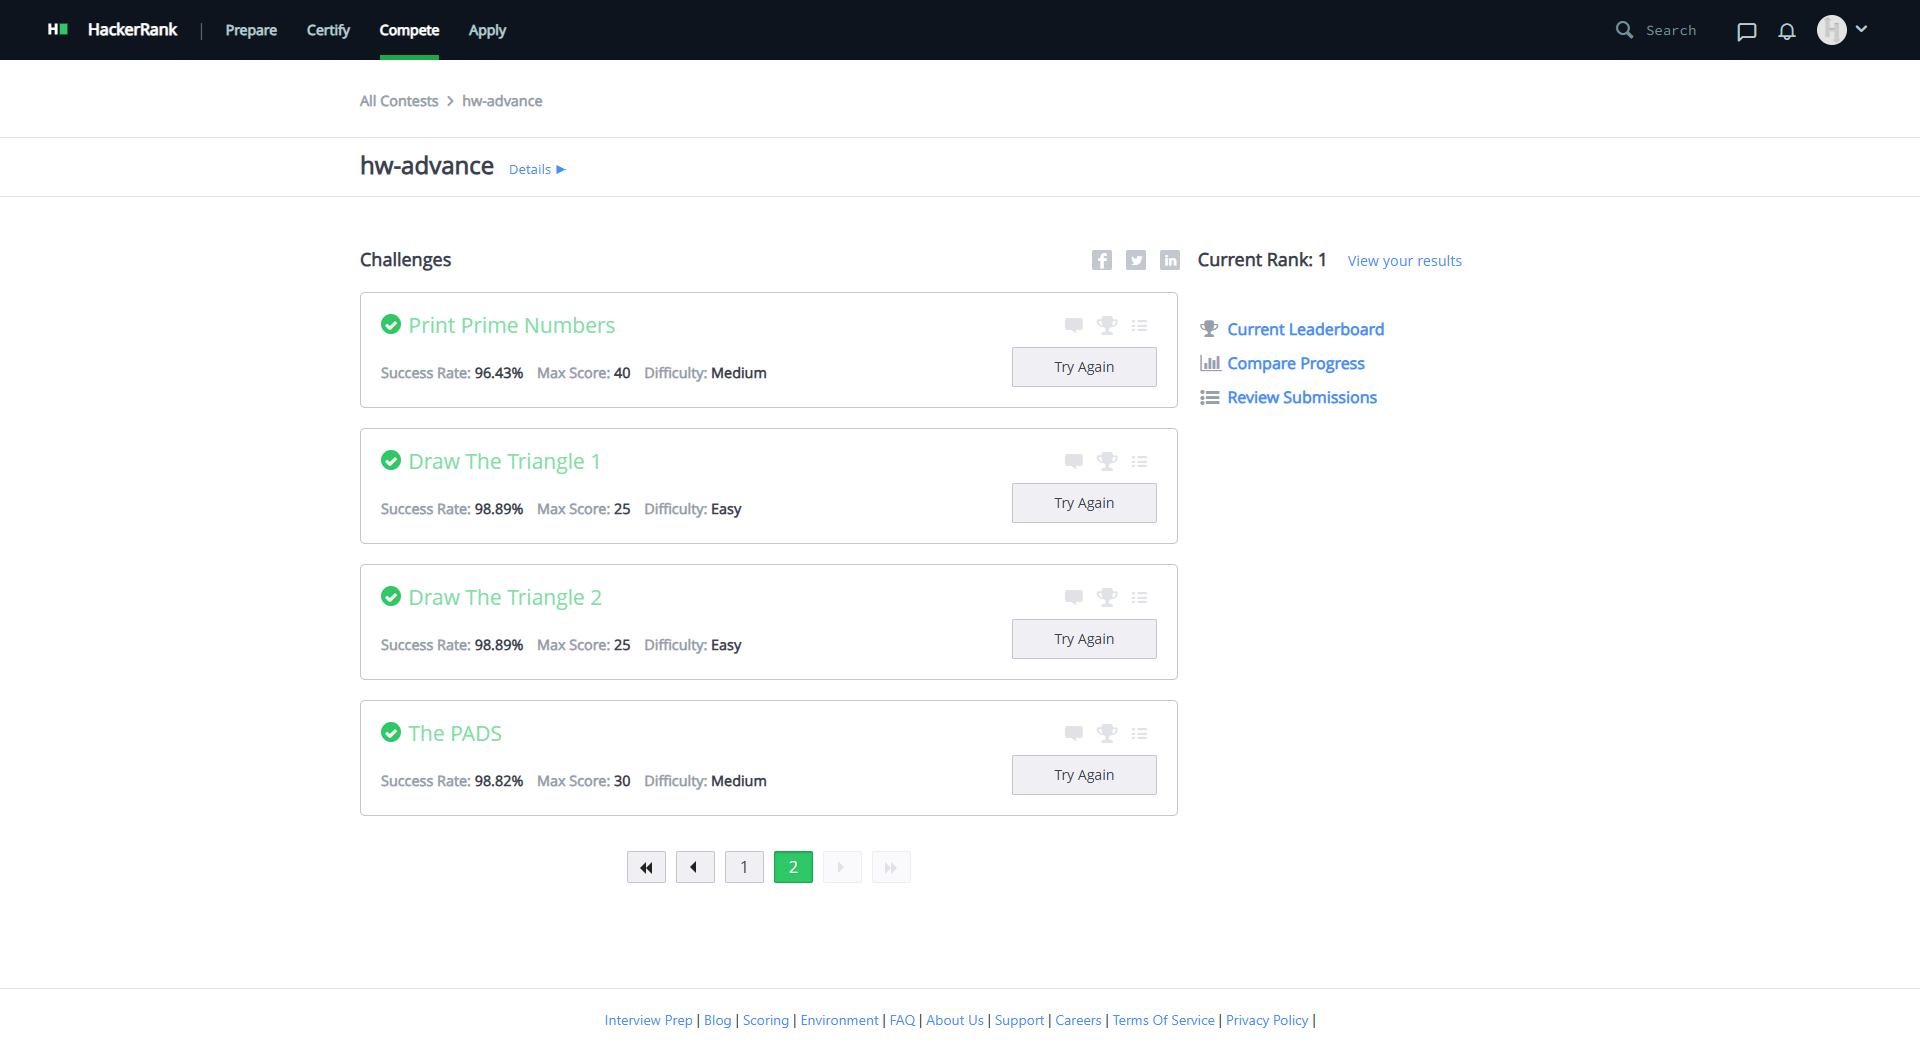 H HackerRank | Prepare Certify Compete Apply Search H
All Contests > hw-advance
hw-advance Details ▶
Challenges
Current Rank: 1 View your results
Print Prime Numbers
Success Rate: 96.43% Max Score: 40 Difficulty: Medium
Try Again
Draw The Triangle 1
Success Rate: 98.89% Max Score: 25 Difficulty: Easy
Try Again
Draw The Triangle 2
Success Rate: 98.89% Max Score: 25 Difficulty: Easy
Try Again
The PADS
Success Rate: 98.82% Max Score: 30 Difficulty: Medium
Try Again
1 2
Current Leaderboard
Compare Progress
Review Submissions
Interview Prep | Blog | Scoring | Environment | FAQ | About Us | Support | Careers | Terms Of Service | Privacy Policy |